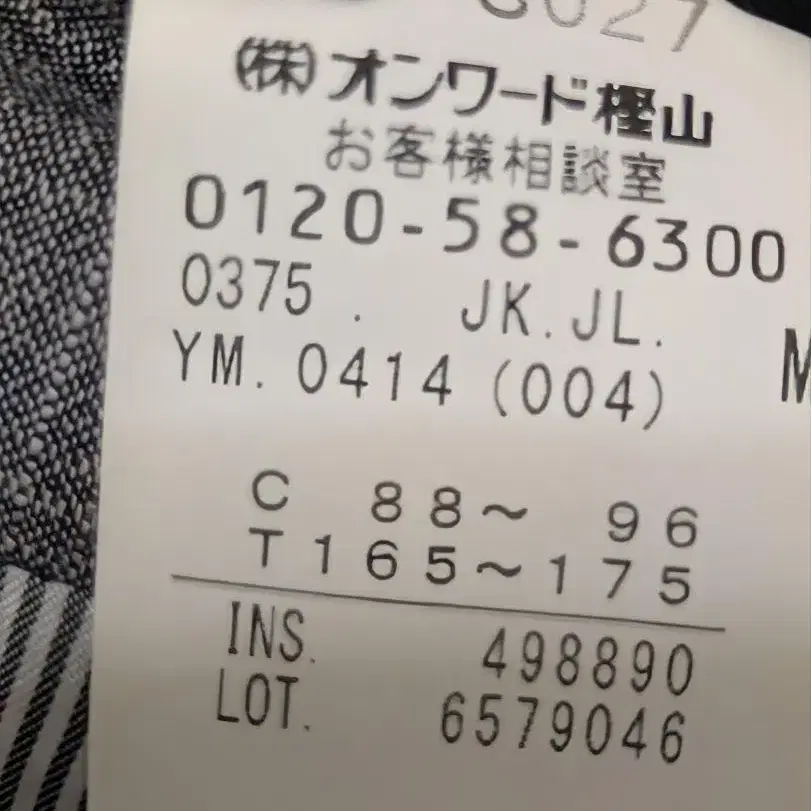 027
㈱オンワード樫山
お客様相談室
0120-58-6300
0375. JK.JL.
YM. 0414 (004) M
C 88～ 96
T165～175
INS. 498890
LOT. 6579046